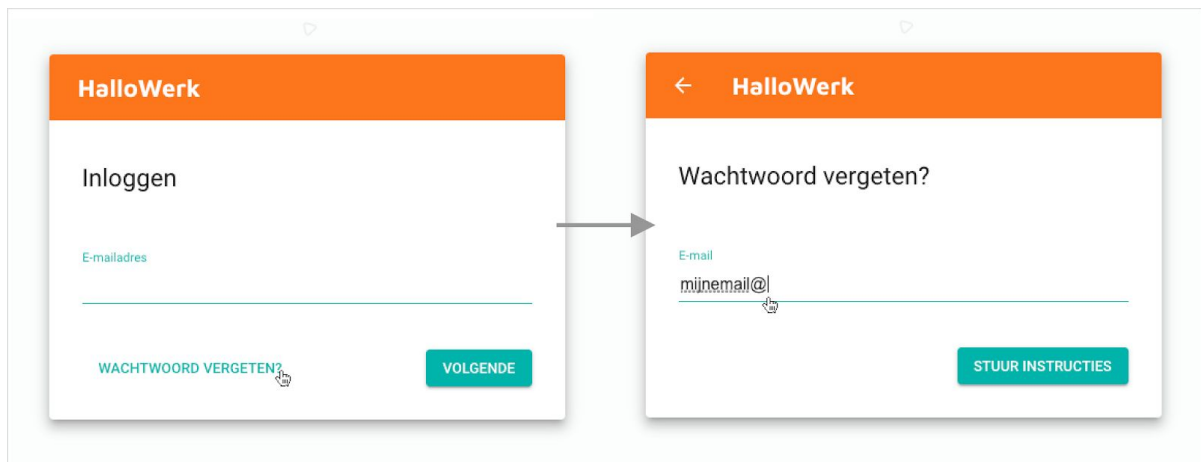 HalloWerk
Inloggen
E-mailadres
WACHTWOORD VERGETEN?
VOLGENDE
HalloWerk
Wachtwoord vergeten?
E-mail
mijnemail@
STUUR INSTRUCTIES